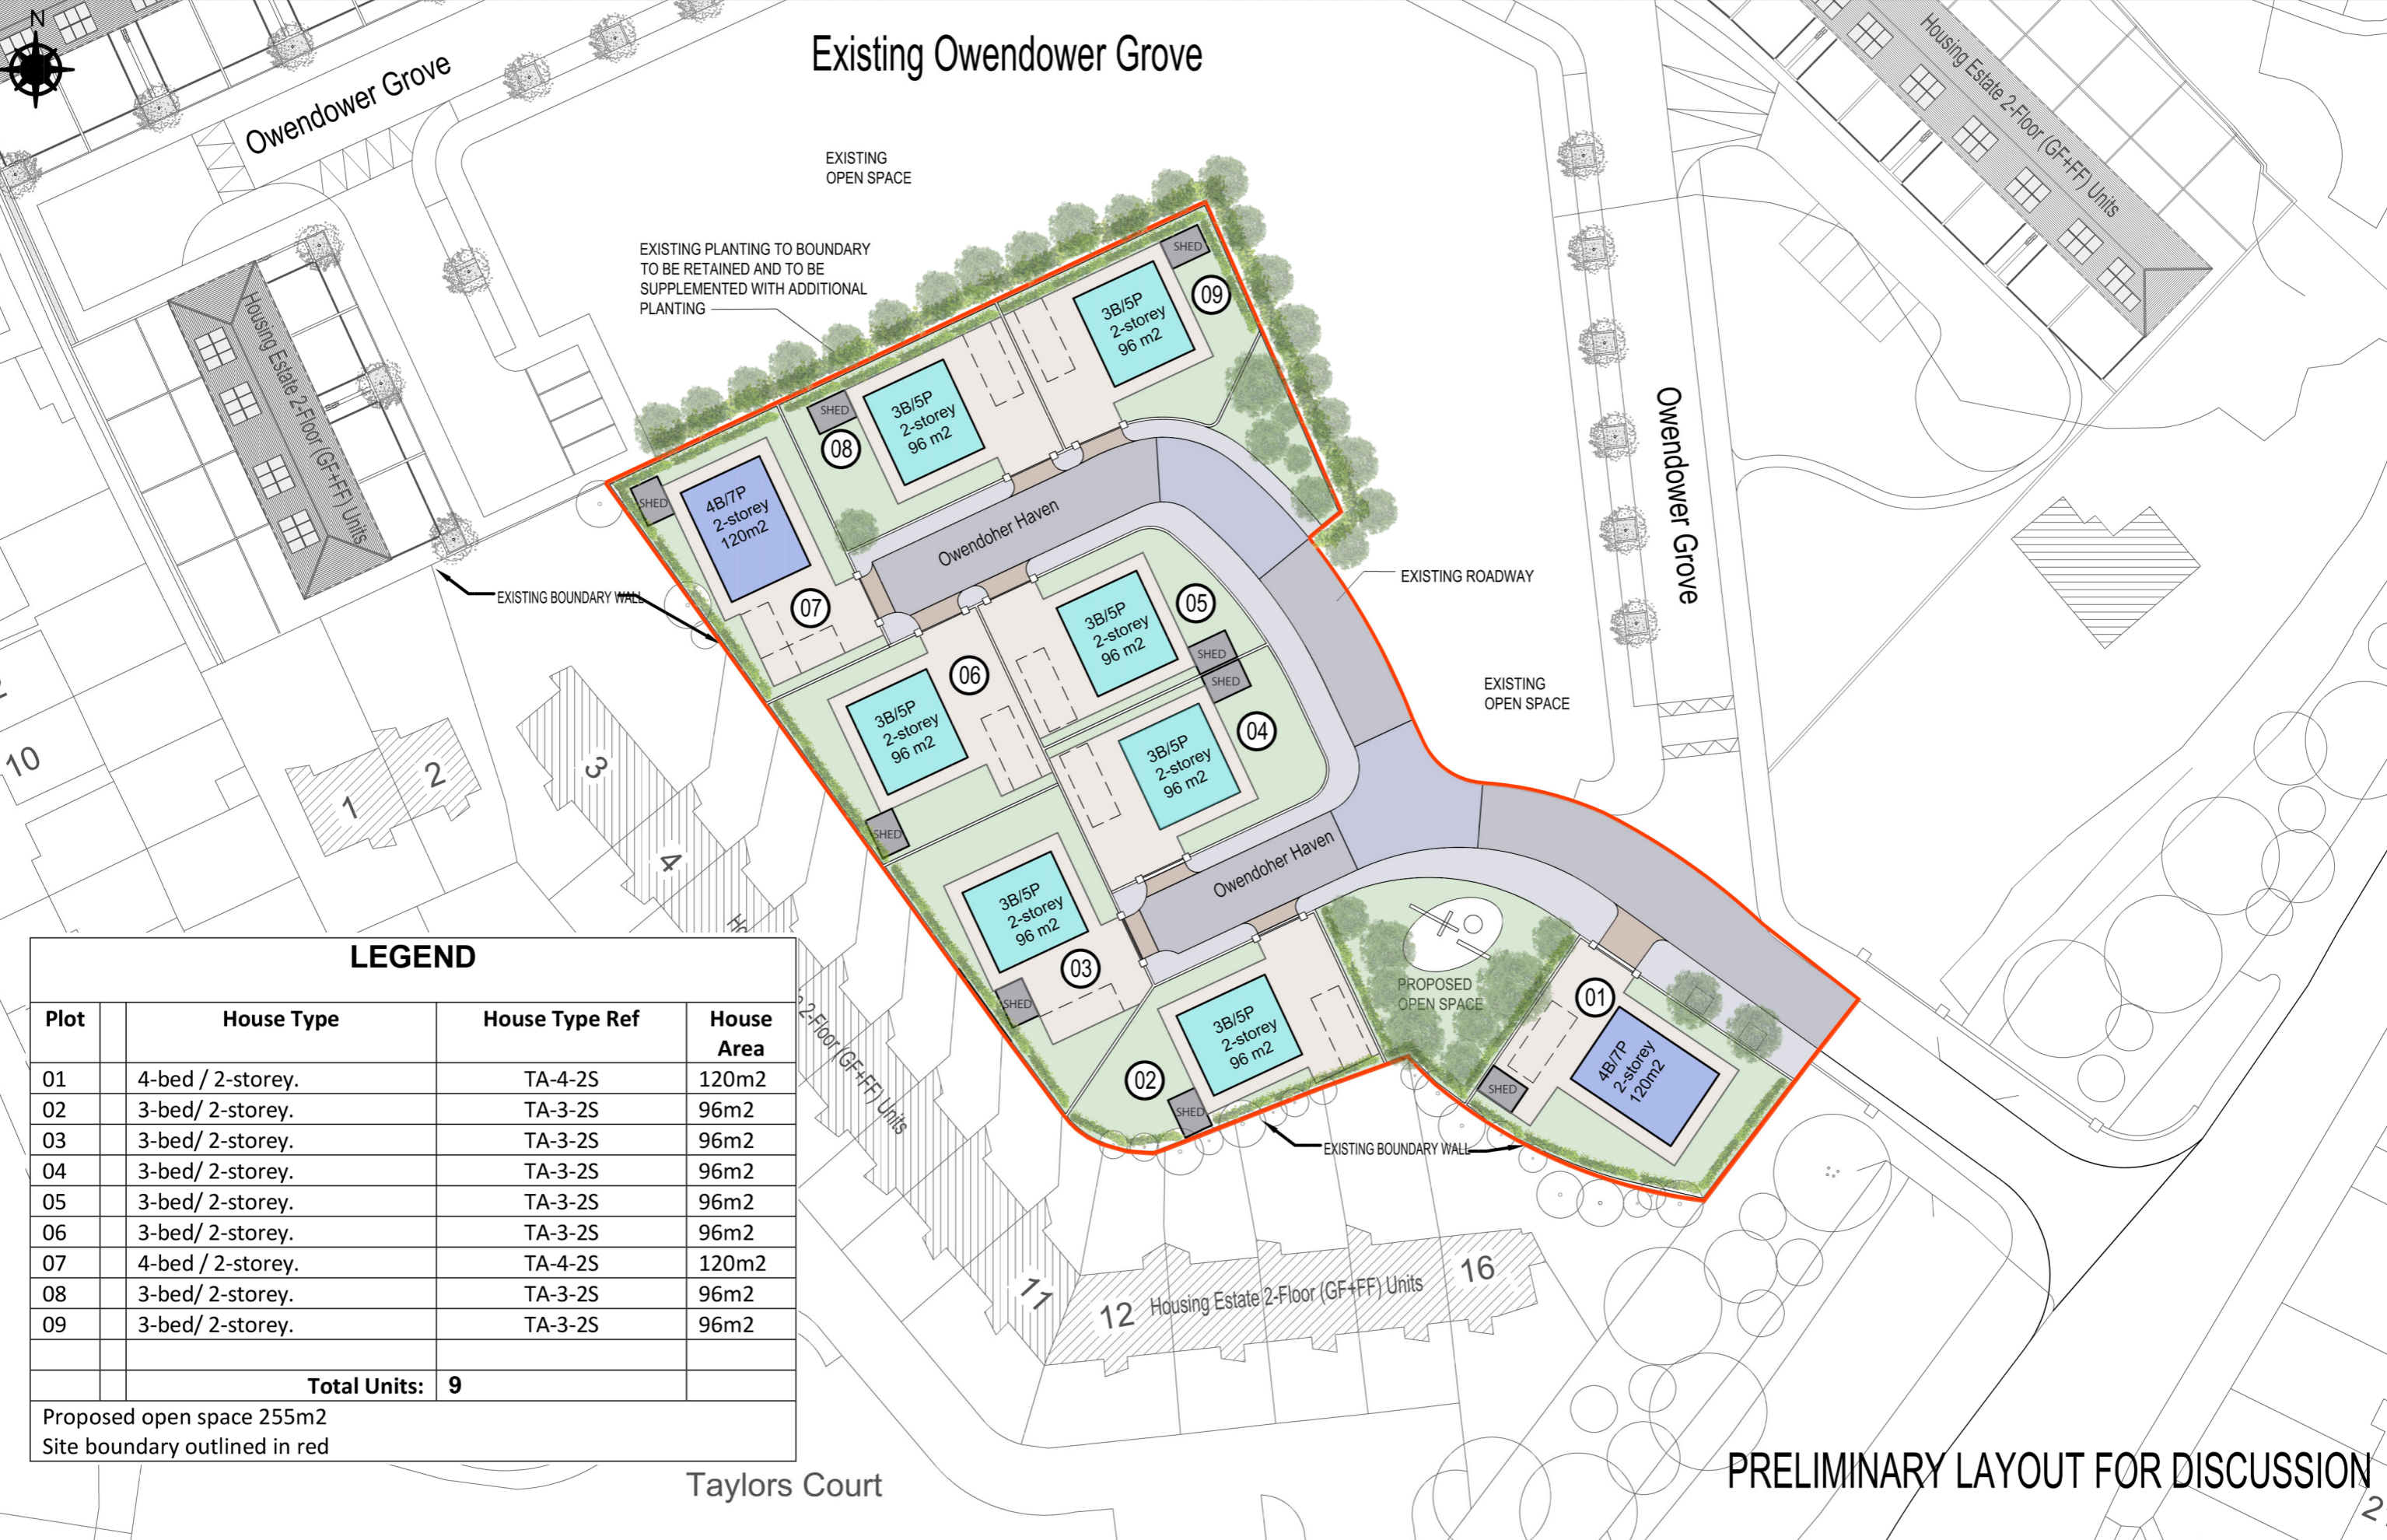 N
Existing Owendower Grove
Owendower Grove
Housing Estate 2-Floor (GF+FF) Units
EXISTING
OPEN SPACE
EXISTING PLANTING TO BOUNDARY
TO BE RETAINED AND TO BE
SUPPLEMENTED WITH ADDITIONAL
PLANTING
SHED
09
3B/5P
2-storey
96 m2
Housing Estate 2-Floor (GF+FF) Units
SHED
08
3B/5P
2-storey
96 m2
Owendower Grove
SHED
4B/7P
2-storey
120m2
07
Owendoher Haven
EXISTING BOUNDARY WALL
EXISTING ROADWAY
3B/5P
2-storey
96 m2
05
SHED
SHED
06
3B/5P
2-storey
96 m2
SHED
EXISTING
OPEN SPACE
3B/5P
2-storey
96 m2
04
10
1
2
3
4
Owendoher Haven
3B/5P
2-storey
96 m2
03
SHED
PROPOSED
OPEN SPACE
01
4B/7P
2-storey
120m2
SHED
3B/5P
2-storey
96 m2
02
SHED
EXISTING BOUNDARY WALL
2-Floor (GF+FF) Units
11
12
Housing Estate 2-Floor (GF+FF) Units
16
LEGEND
Plot House Type House Type Ref House Area
01 4-bed / 2-storey. TA-4-2S 120m2
02 3-bed/ 2-storey. TA-3-2S 96m2
03 3-bed/ 2-storey. TA-3-2S 96m2
04 3-bed/ 2-storey. TA-3-2S 96m2
05 3-bed/ 2-storey. TA-3-2S 96m2
06 3-bed/ 2-storey. TA-3-2S 96m2
07 4-bed / 2-storey. TA-4-2S 120m2
08 3-bed/ 2-storey. TA-3-2S 96m2
09 3-bed/ 2-storey. TA-3-2S 96m2
Total Units: 9
Proposed open space 255m2
Site boundary outlined in red
Taylors Court
PRELIMINARY LAYOUT FOR DISCUSSION